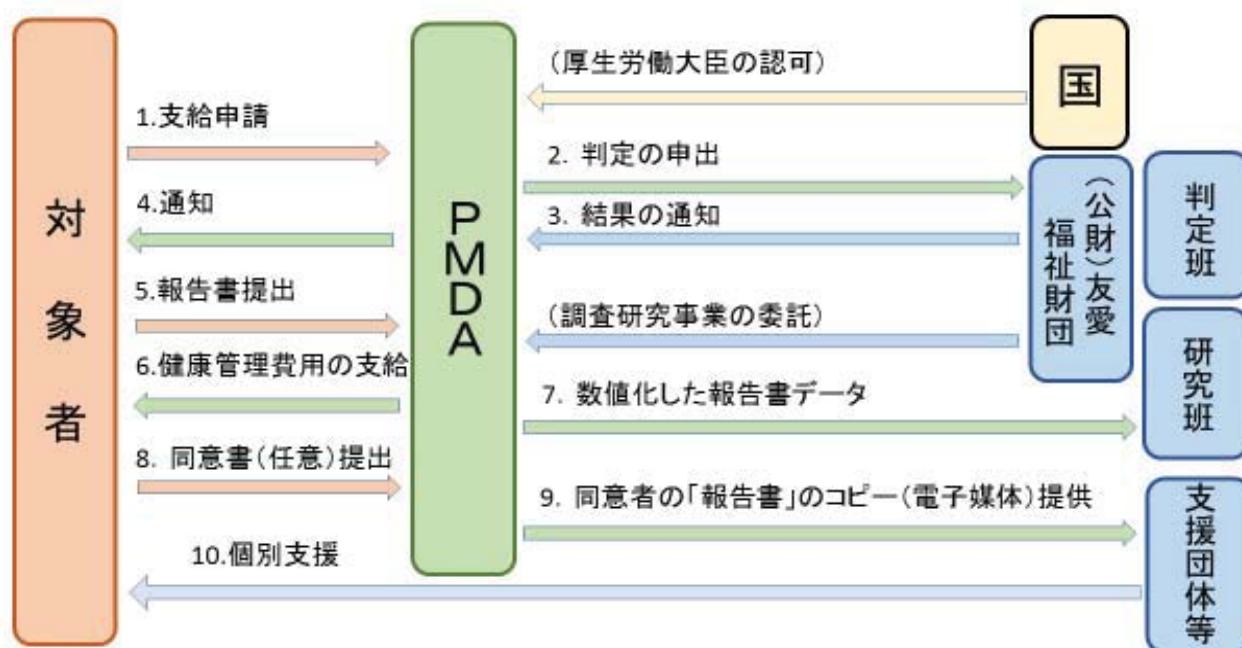 対象者
1.支給申請
4.通知
5.報告書提出
6.健康管理費用の支給
8. 同意書(任意)提出
10.個別支援
PMDA
(厚生労働大臣の認可)
2. 判定の申出
3. 結果の通知
(調査研究事業の委託)
7. 数値化した報告書データ
9. 同意者の「報告書」のコピー(電子媒体)提供
国
(公財)友愛
福祉財団
判定班
研究班
支援団体等